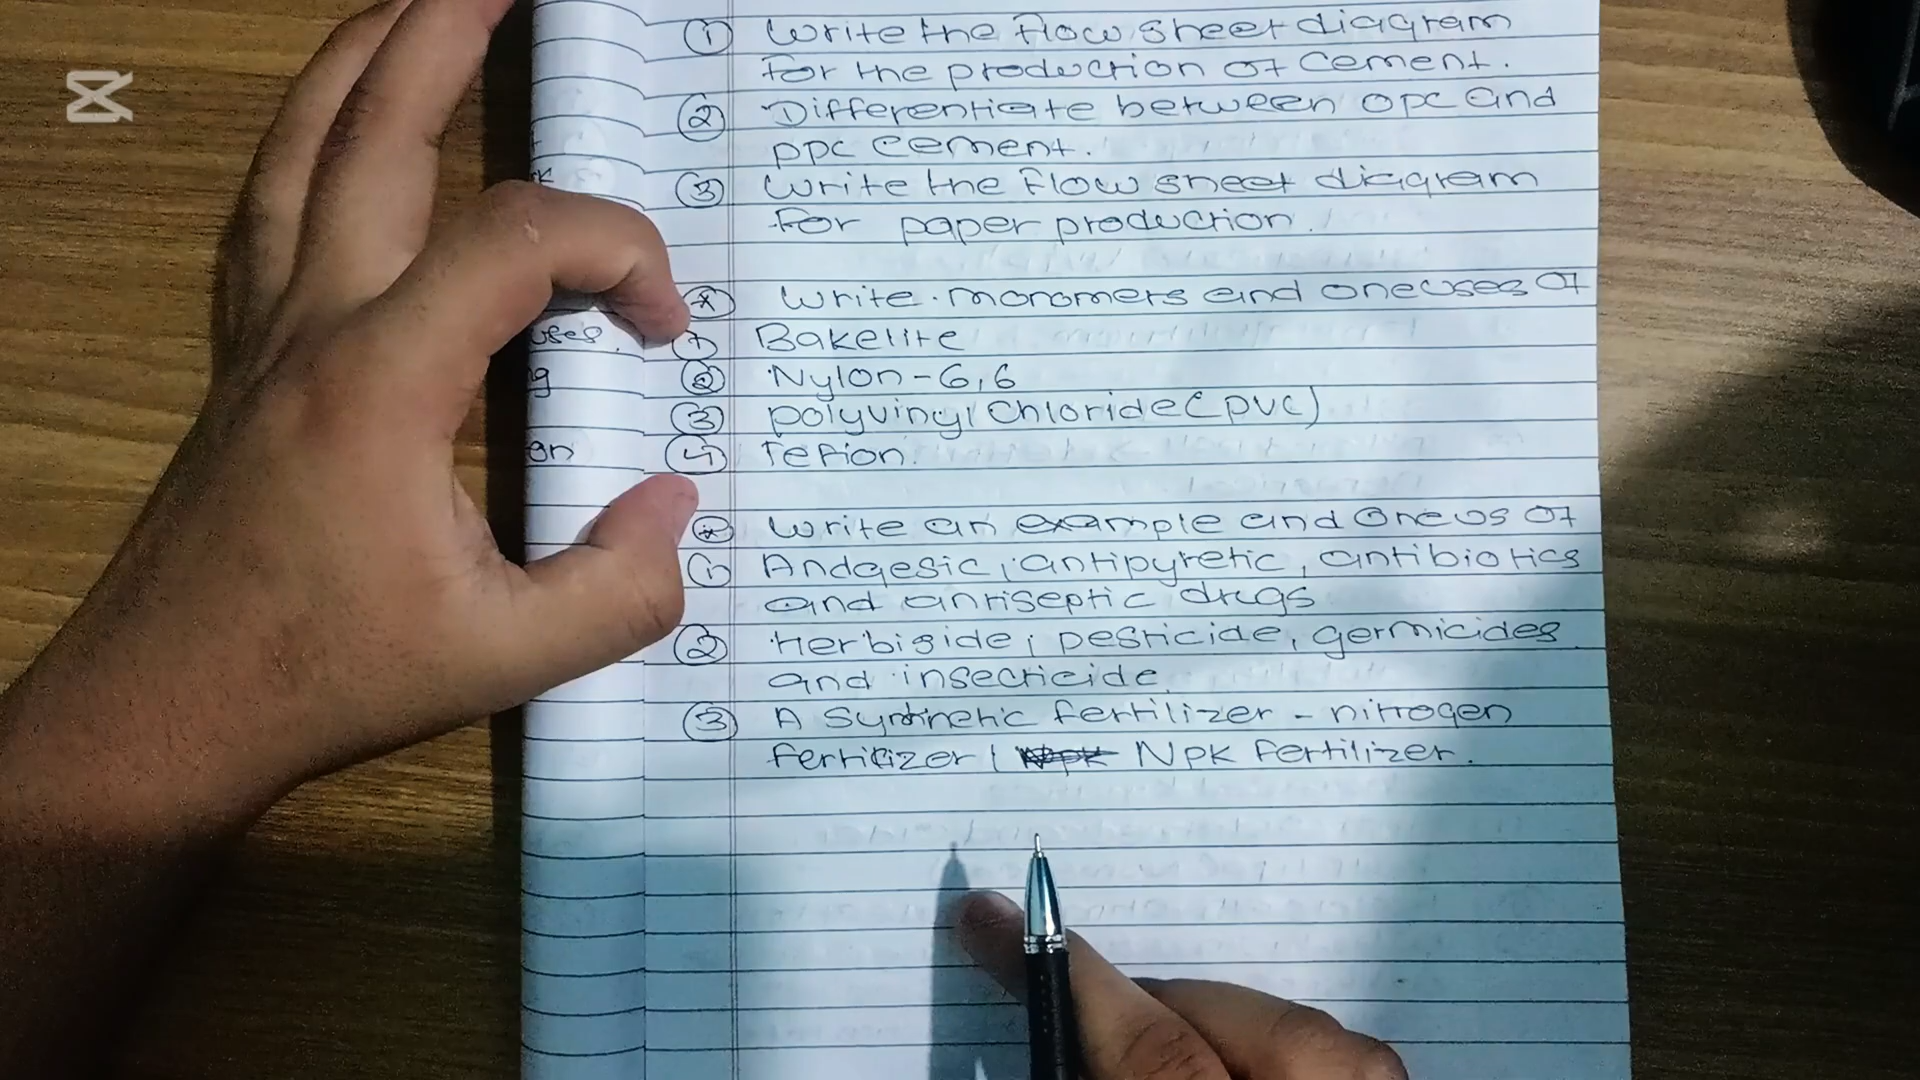 ① Write the flow sheet diagram
for the production of cement.
② Differentiate between opc and
ppc cement.
③ Write the flow sheet diagram
for paper production.
* Write monomers and one uses of
① Bakelite
② Nylon-6,6
③ polyvinyl chloride (PVC)
④ Teflon.
* Write an example and one us of
① Andgesic, antipyretic, antibiotics
and antiseptic drugs
② Herbiside, pesticide, germicides
and insecticide
③ A Synthetic fertilizer - nitrogen
fertilizer, NPK fertilizer.
uses.
g
on